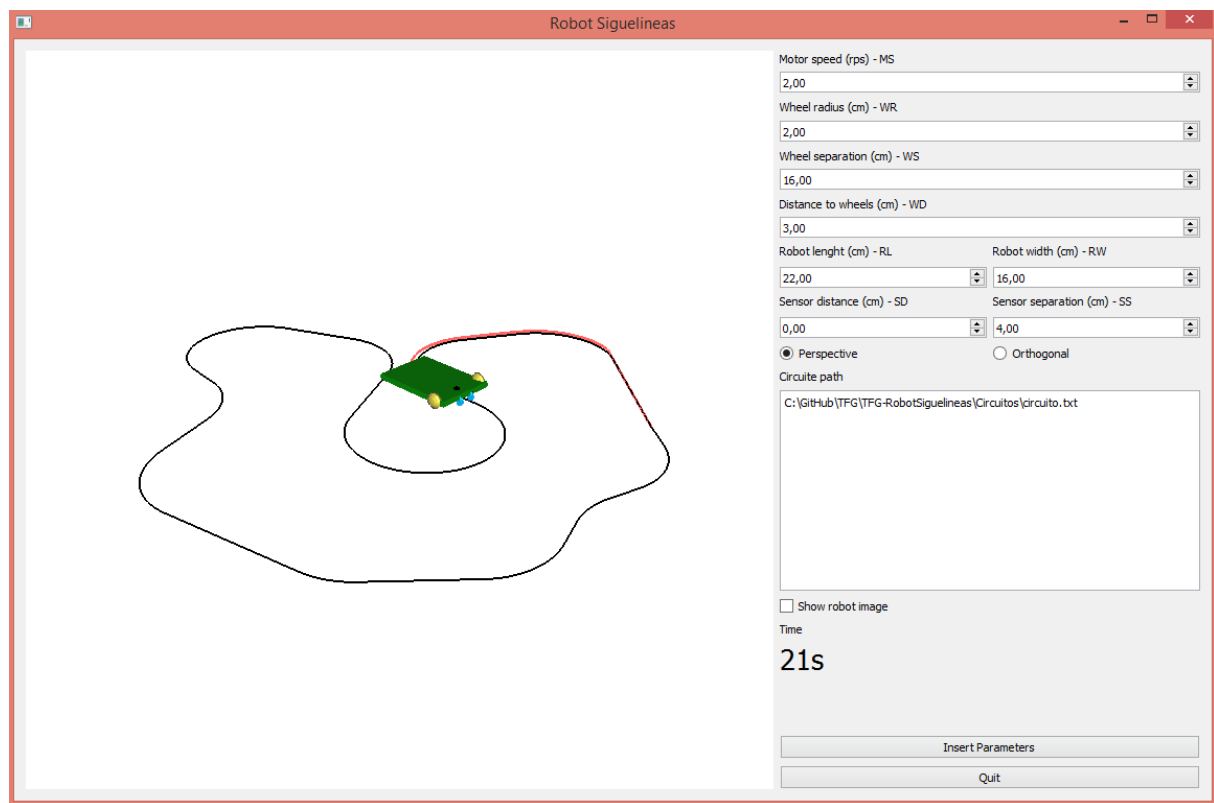 Robot Siguelineas
Motor speed (rps) - MS
2,00
Wheel radius (cm) - WR
2,00
Wheel separation (cm) - WS
16,00
Distance to wheels (cm) - WD
3,00
Robot lenght (cm) - RL Robot width (cm) - RW
22,00 16,00
Sensor distance (cm) - SD Sensor separation (cm) - SS
0,00 4,00
Perspective Orthogonal
Circuite path
C:\GitHub\TFG\TFG-RobotSiguelineas\Circuitos\circuito.txt
Show robot image
Time
21s
Insert Parameters
Quit